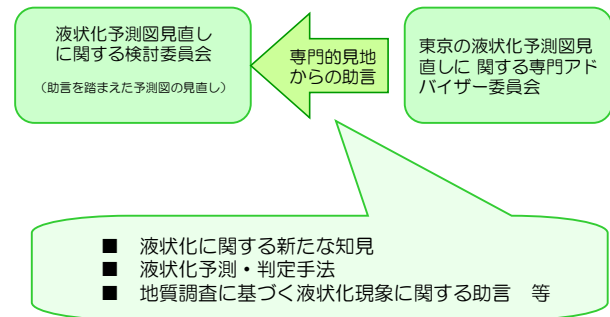 液状化予測図見直し
に関する検討委員会
（助言を踏まえた予測図の見直し）
専門的見地
からの助言
東京の液状化予測図見
直しに 関する専門アド
バイザー委員会
■ 液状化に関する新たな知見
■ 液状化予測・判定手法
■ 地質調査に基づく液状化現象に関する助言　等